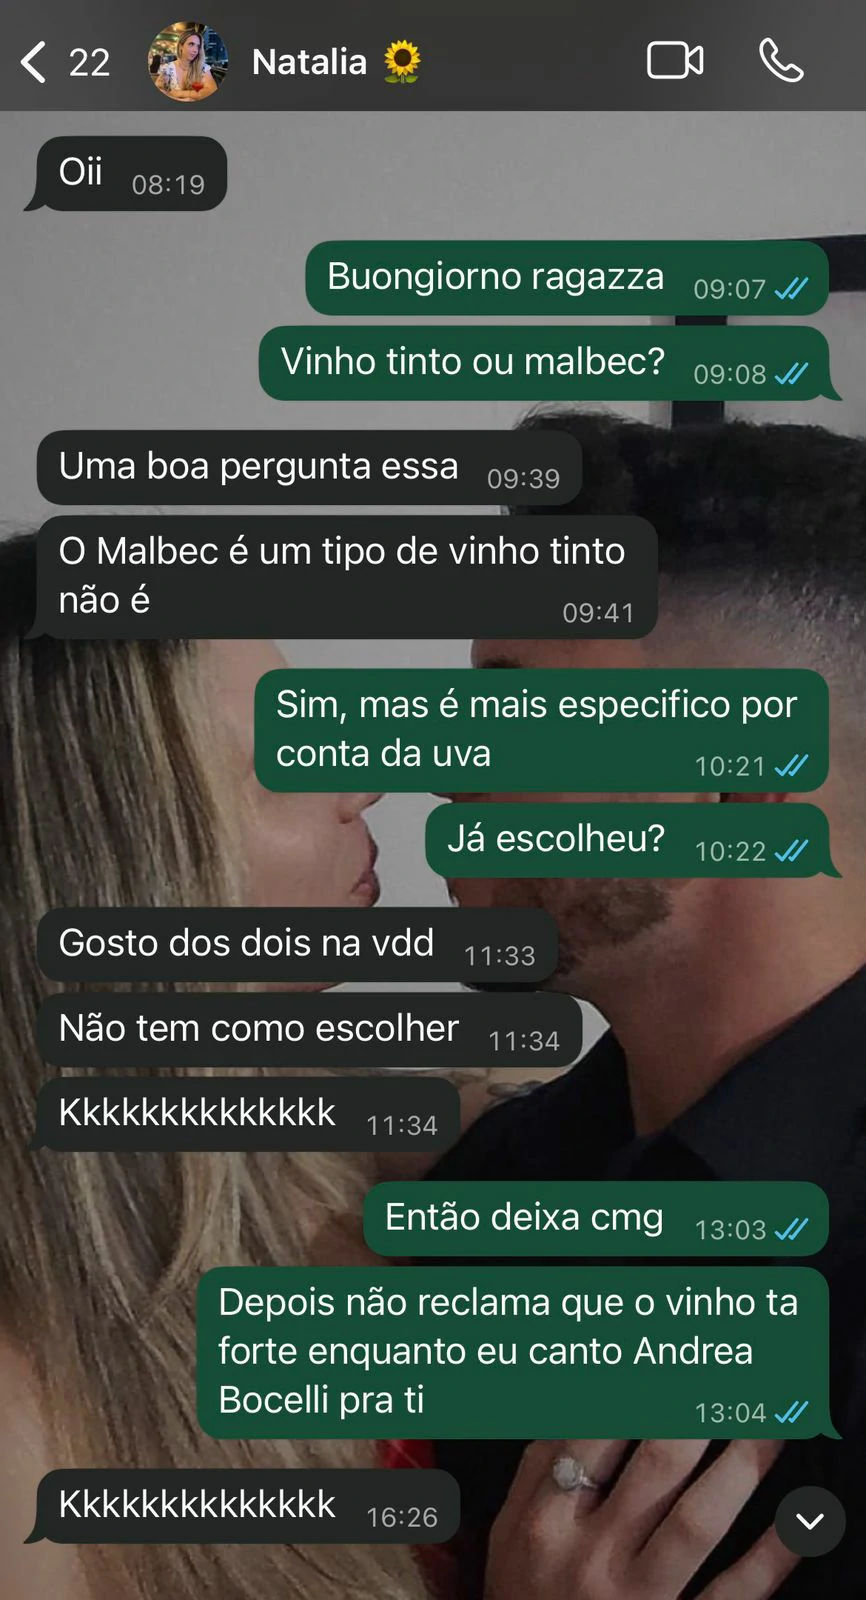 22 Natalia 🌻
Oii 08:19
Buongiorno ragazza 09:07
Vinho tinto ou malbec? 09:08
Uma boa pergunta essa 09:39
O Malbec é um tipo de vinho tinto
não é 09:41
Sim, mas é mais especifico por
conta da uva 10:21
Já escolheu? 10:22
Gosto dos dois na vdd 11:33
Não tem como escolher 11:34
Kkkkkkkkkkkkkk 11:34
Então deixa cmg 13:03
Depois não reclama que o vinho ta
forte enquanto eu canto Andrea
Bocelli pra ti 13:04
Kkkkkkkkkkkkkk 16:26